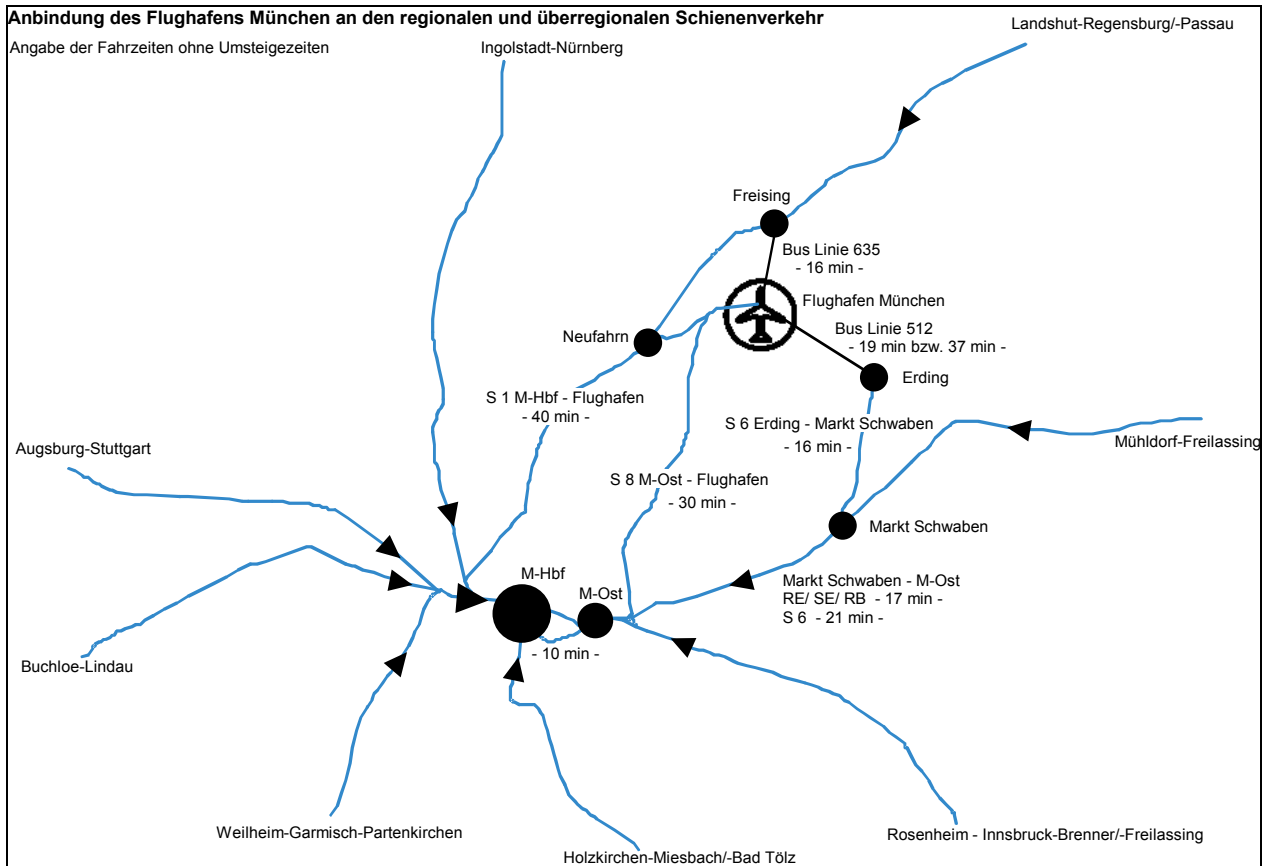 Anbindung des Flughafens München an den regionalen und überregionalen Schienenverkehr
Landshut-Regensburg/-Passau
Angabe der Fahrzeiten ohne Umsteigezeiten
Ingolstadt-Nürnberg
Freising
Bus Linie 635
- 16 min -
Flughafen München
Bus Linie 512
- 19 min bzw. 37 min -
Neufahrn
Erding
S 1 M-Hbf - Flughafen
- 40 min -
S 6 Erding - Markt Schwaben
- 16 min -
Mühldorf-Freilassing
Augsburg-Stuttgart
S 8 M-Ost - Flughafen
- 30 min -
Markt Schwaben
M-Hbf
M-Ost
Markt Schwaben - M-Ost
RE/ SE/ RB - 17 min -
S 6 - 21 min -
- 10 min -
Buchloe-Lindau
Weilheim-Garmisch-Partenkirchen
Rosenheim - Innsbruck-Brenner/-Freilassing
Holzkirchen-Miesbach/-Bad Tölz